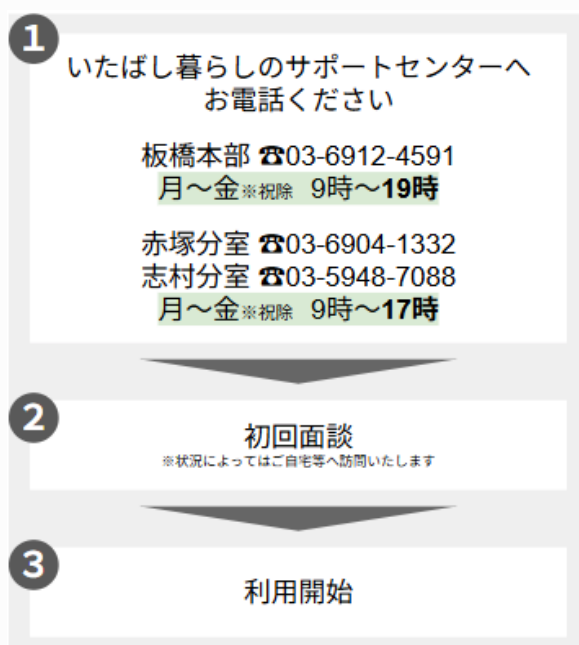 1
いたばし暮らしのサポートセンターへ
お電話ください
板橋本部 ☎03-6912-4591
月～金※祝除 9時～19時
赤塚分室 ☎03-6904-1332
志村分室 ☎03-5948-7088
月～金※祝除 9時～17時
2
初回面談
※状況によってはご自宅等へ訪問いたします
3
利用開始